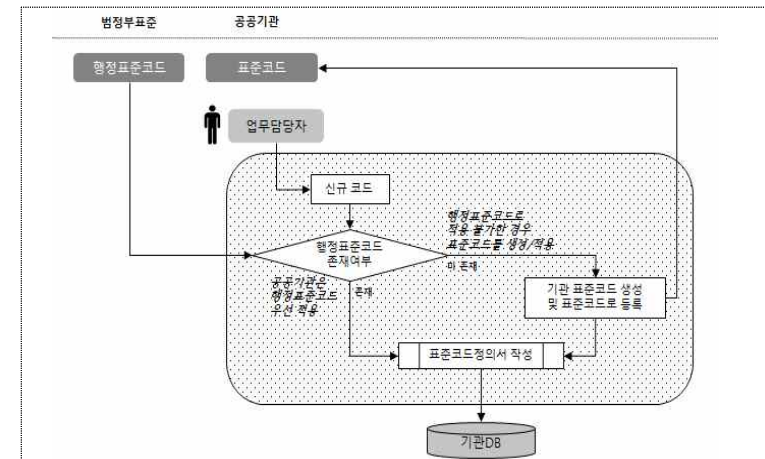 범정부표준
공공기관
행정표준코드
표준코드
업무담당자
신규 코드
행정표준코드로
적용 불가한 경우
표준코드를 생성/적용
행정표준코드
존재여부
미 존재
공공기관은
행정표준코드
우선 적용
존재
기관 표준코드 생성
및 표준코드로 등록
표준코드정의서 작성
기관DB